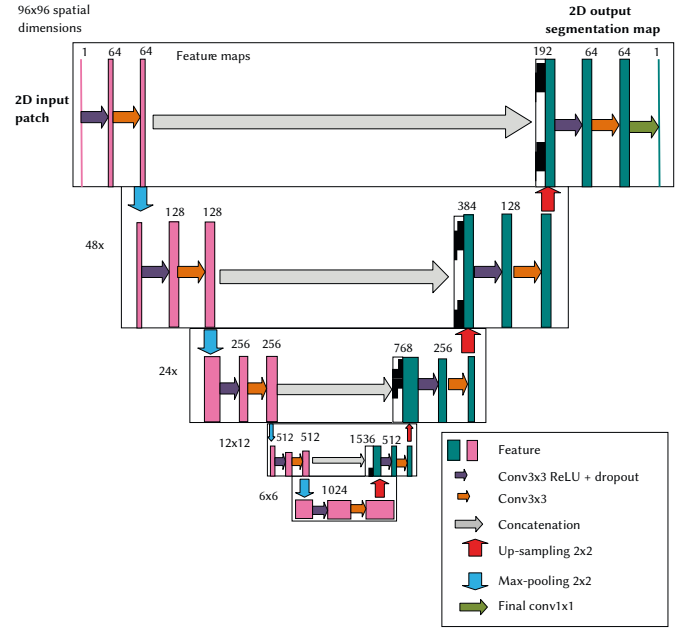 96x96 spatial
dimensions
2D output
segmentation map
1 64 64 Feature maps 192 64 64 1
2D input
patch
128 128 384 128
48x
256 256 768 256
24x
12x12 512 512 1536 512
6x6 1024
Feature
Conv3x3 ReLU + dropout
Conv3x3
Concatenation
Up-sampling 2x2
Max-pooling 2x2
Final conv1x1